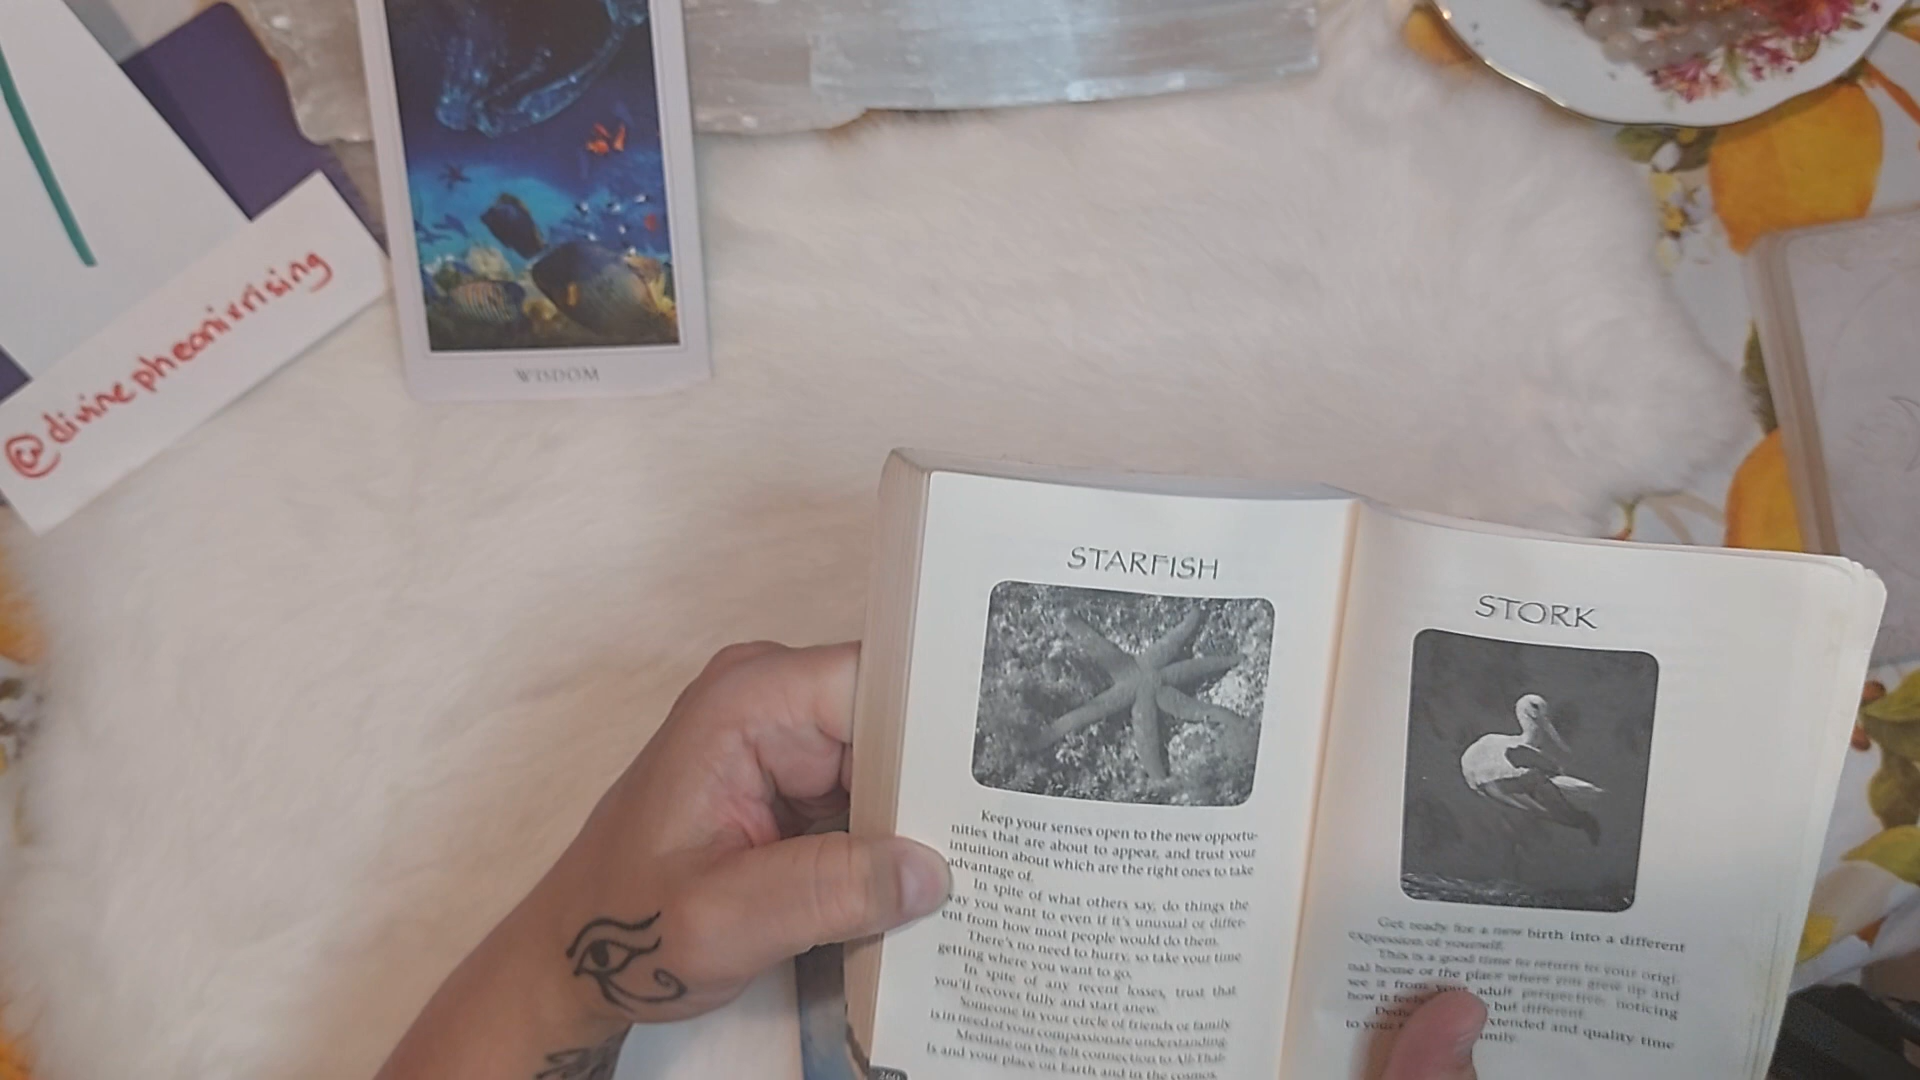 @divinepheonixrising
WISDOM
STARFISH
Keep your senses open to the new opportu-
nities that are about to appear, and trust your
intuition about which are the right ones to take
advantage of.
In spite of what others say, do things the
way you want to even if it's unusual or differ-
ent from how most people would do them.
There's no need to hurry, so take your time
getting where you want to go.
In spite of any recent losses, trust that
you'll recover fully and start anew.
Someone in your circle of friends or family
is in need of your compassionate understanding.
Meditate on the felt connection to All-That-
Is and your place on Earth and in the cosmos.
260
STORK
Get ready for a new birth into a different
expression of yourself.
This is a good time to return to your origi-
nal home or the place where you grew up and
see it from your adult perspective, noticing
how it feels but different.
extended and quality time
to your family.